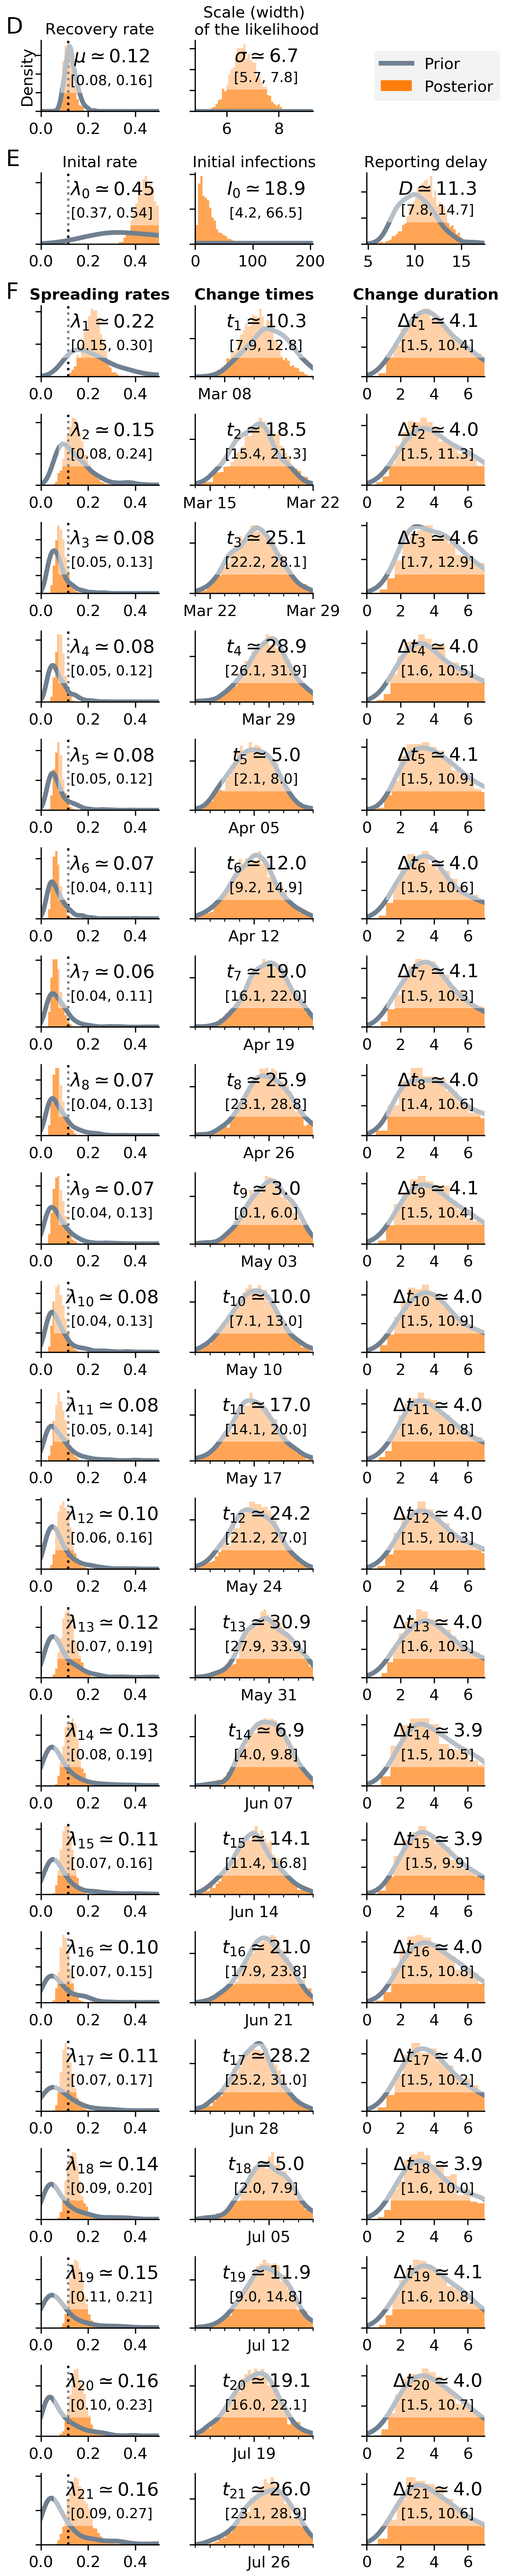 D
Recovery rate
Scale (width)
of the likelihood
Density
μ ≃ 0.12
[0.08, 0.16]
0.0 0.2 0.4
σ ≃ 6.7
[5.7, 7.8]
6 8
Prior
Posterior
E
Inital rate
Initial infections
Reporting delay
λ0 ≃ 0.45
[0.37, 0.54]
0.0 0.2 0.4
I0 ≃ 18.9
[4.2, 66.5]
0 100 200
D ≃ 11.3
[7.8, 14.7]
5 10 15
F
Spreading rates
Change times
Change duration
λ1 ≃ 0.22
[0.15, 0.30]
0.0 0.2 0.4
t1 ≃ 10.3
[7.9, 12.8]
Mar 08
Δt1 ≃ 4.1
[1.5, 10.4]
0 2 4 6
λ2 ≃ 0.15
[0.08, 0.24]
0.0 0.2 0.4
t2 ≃ 18.5
[15.4, 21.3]
Mar 15 Mar 22
Δt2 ≃ 4.0
[1.5, 11.3]
0 2 4 6
λ3 ≃ 0.08
[0.05, 0.13]
0.0 0.2 0.4
t3 ≃ 25.1
[22.2, 28.1]
Mar 22 Mar 29
Δt3 ≃ 4.6
[1.7, 12.9]
0 2 4 6
λ4 ≃ 0.08
[0.05, 0.12]
0.0 0.2 0.4
t4 ≃ 28.9
[26.1, 31.9]
Mar 29
Δt4 ≃ 4.0
[1.6, 10.5]
0 2 4 6
λ5 ≃ 0.08
[0.05, 0.12]
0.0 0.2 0.4
t5 ≃ 5.0
[2.1, 8.0]
Apr 05
Δt5 ≃ 4.1
[1.5, 10.9]
0 2 4 6
λ6 ≃ 0.07
[0.04, 0.11]
0.0 0.2 0.4
t6 ≃ 12.0
[9.2, 14.9]
Apr 12
Δt6 ≃ 4.0
[1.5, 10.6]
0 2 4 6
λ7 ≃ 0.06
[0.04, 0.11]
0.0 0.2 0.4
t7 ≃ 19.0
[16.1, 22.0]
Apr 19
Δt7 ≃ 4.1
[1.5, 10.3]
0 2 4 6
λ8 ≃ 0.07
[0.04, 0.13]
0.0 0.2 0.4
t8 ≃ 25.9
[23.1, 28.8]
Apr 26
Δt8 ≃ 4.0
[1.4, 10.6]
0 2 4 6
λ9 ≃ 0.07
[0.04, 0.13]
0.0 0.2 0.4
t9 ≃ 3.0
[0.1, 6.0]
May 03
Δt9 ≃ 4.1
[1.5, 10.4]
0 2 4 6
λ10 ≃ 0.08
[0.04, 0.13]
0.0 0.2 0.4
t10 ≃ 10.0
[7.1, 13.0]
May 10
Δt10 ≃ 4.0
[1.5, 10.9]
0 2 4 6
λ11 ≃ 0.08
[0.05, 0.14]
0.0 0.2 0.4
t11 ≃ 17.0
[14.1, 20.0]
May 17
Δt11 ≃ 4.0
[1.6, 10.8]
0 2 4 6
λ12 ≃ 0.10
[0.06, 0.16]
0.0 0.2 0.4
t12 ≃ 24.2
[21.2, 27.0]
May 24
Δt12 ≃ 4.0
[1.5, 10.3]
0 2 4 6
λ13 ≃ 0.12
[0.07, 0.19]
0.0 0.2 0.4
t13 ≃ 30.9
[27.9, 33.9]
May 31
Δt13 ≃ 4.0
[1.6, 10.3]
0 2 4 6
λ14 ≃ 0.13
[0.08, 0.19]
0.0 0.2 0.4
t14 ≃ 6.9
[4.0, 9.8]
Jun 07
Δt14 ≃ 3.9
[1.5, 10.5]
0 2 4 6
λ15 ≃ 0.11
[0.07, 0.16]
0.0 0.2 0.4
t15 ≃ 14.1
[11.4, 16.8]
Jun 14
Δt15 ≃ 3.9
[1.5, 9.9]
0 2 4 6
λ16 ≃ 0.10
[0.07, 0.15]
0.0 0.2 0.4
t16 ≃ 21.0
[17.9, 23.8]
Jun 21
Δt16 ≃ 4.0
[1.5, 10.8]
0 2 4 6
λ17 ≃ 0.11
[0.07, 0.17]
0.0 0.2 0.4
t17 ≃ 28.2
[25.2, 31.0]
Jun 28
Δt17 ≃ 4.0
[1.5, 10.2]
0 2 4 6
λ18 ≃ 0.14
[0.09, 0.20]
0.0 0.2 0.4
t18 ≃ 5.0
[2.0, 7.9]
Jul 05
Δt18 ≃ 3.9
[1.6, 10.0]
0 2 4 6
λ19 ≃ 0.15
[0.11, 0.21]
0.0 0.2 0.4
t19 ≃ 11.9
[9.0, 14.8]
Jul 12
Δt19 ≃ 4.1
[1.6, 10.8]
0 2 4 6
λ20 ≃ 0.16
[0.10, 0.23]
0.0 0.2 0.4
t20 ≃ 19.1
[16.0, 22.1]
Jul 19
Δt20 ≃ 4.0
[1.5, 10.7]
0 2 4 6
λ21 ≃ 0.16
[0.09, 0.27]
0.0 0.2 0.4
t21 ≃ 26.0
[23.1, 28.9]
Jul 26
Δt21 ≃ 4.0
[1.5, 10.6]
0 2 4 6